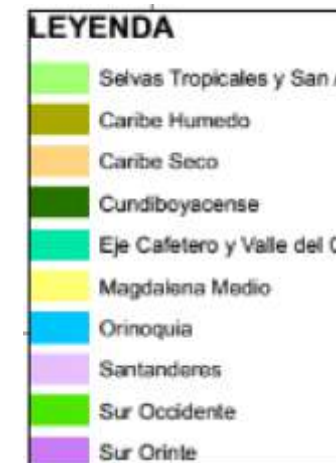 LEYENDA
Selvas Tropicales y San
Caribe Humedo
Caribe Seco
Cundiboyacense
Eje Cafetero y Valle del
Magdalena Medio
Orinoquia
Santanderes
Sur Occidente
Sur Orinte